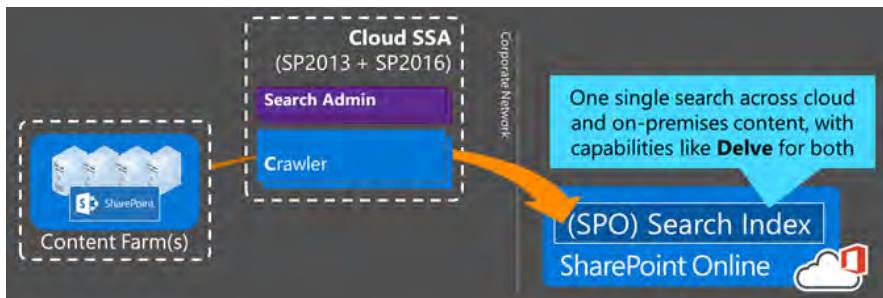 SharePoint
Content Farm(s)
Cloud SSA
(SP2013 + SP2016)
Search Admin
Crawler
Corporate Network
One single search across cloud
and on-premises content, with
capabilities like Delve for both
(SPO) Search Index
SharePoint Online